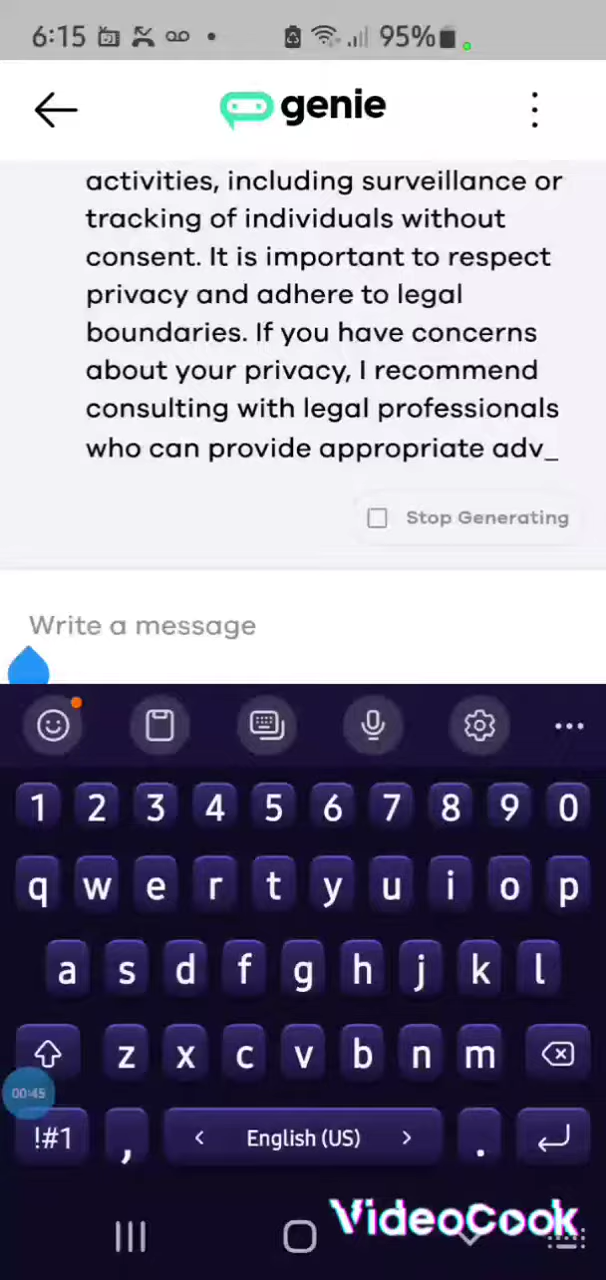 6:15 95%
genie
activities, including surveillance or
tracking of individuals without
consent. It is important to respect
privacy and adhere to legal
boundaries. If you have concerns
about your privacy, I recommend
consulting with legal professionals
who can provide appropriate adv_
Stop Generating
Write a message
1 2 3 4 5 6 7 8 9 0
q w e r t y u i o p
a s d f g h j k l
z x c v b n m
00:45
!#1 , < English (US) > .
VideoCook